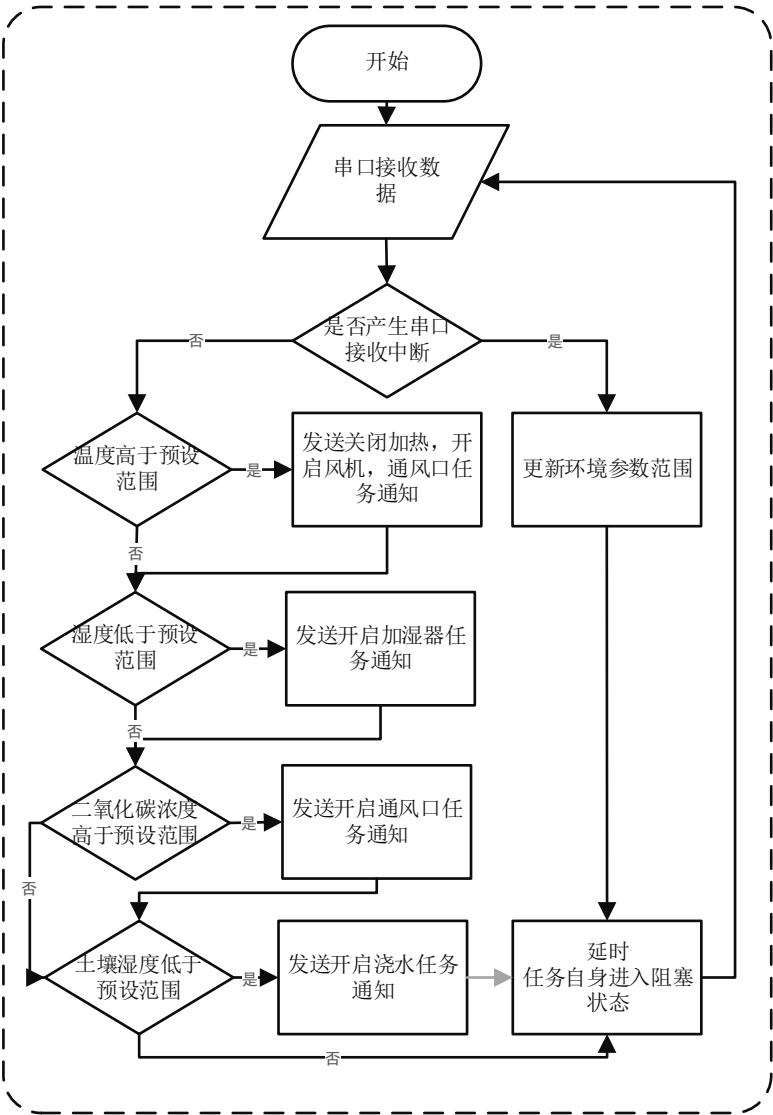 开始
串口接收数
据
是否产生串口
接收中断
否
是
温度高于预设
范围
是
发送关闭加热，开
启风机，通风口任
务通知
更新环境参数范围
否
湿度低于预设
范围
是
发送开启加湿器任
务通知
否
二氧化碳浓度
高于预设范围
是
发送开启通风口任
务通知
否
土壤湿度低于
预设范围
是
发送开启浇水任务
通知
延时
任务自身进入阻塞
状态
否